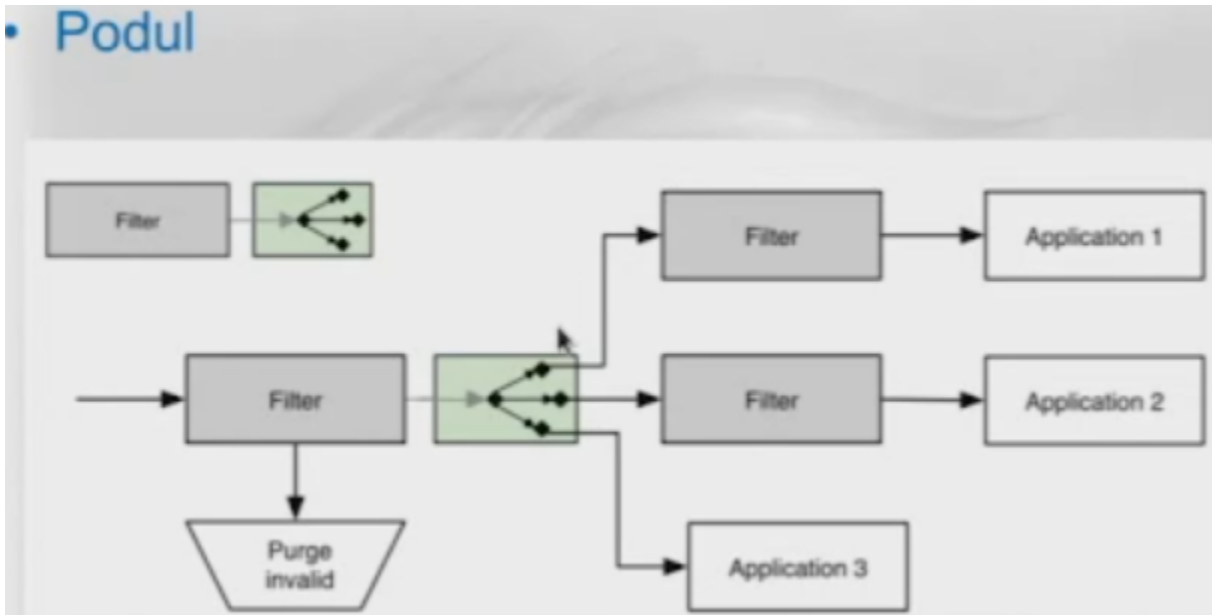 • Podul
Filter
Filter
Application 1
Filter
Filter
Application 2
Purge
invalid
Application 3